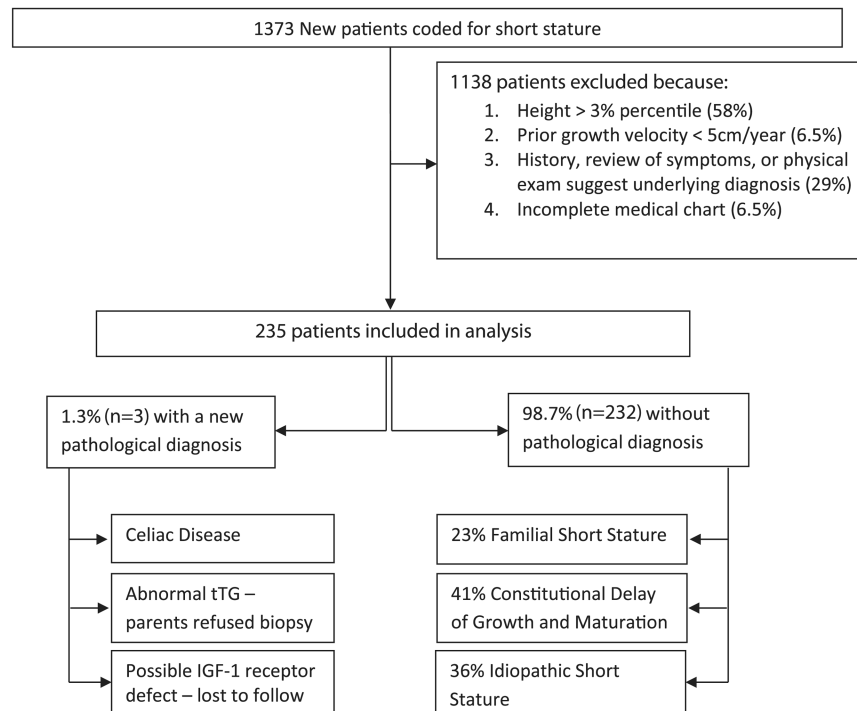 1373 New patients coded for short stature
1138 patients excluded because:
1. Height > 3% percentile (58%)
2. Prior growth velocity < 5cm/year (6.5%)
3. History, review of symptoms, or physical
exam suggest underlying diagnosis (29%)
4. Incomplete medical chart (6.5%)
235 patients included in analysis
1.3% (n=3) with a new
pathological diagnosis
98.7% (n=232) without
pathological diagnosis
Celiac Disease
Abnormal tTG –
parents refused biopsy
Possible IGF-1 receptor
defect – lost to follow
23% Familial Short Stature
41% Constitutional Delay
of Growth and Maturation
36% Idiopathic Short
Stature